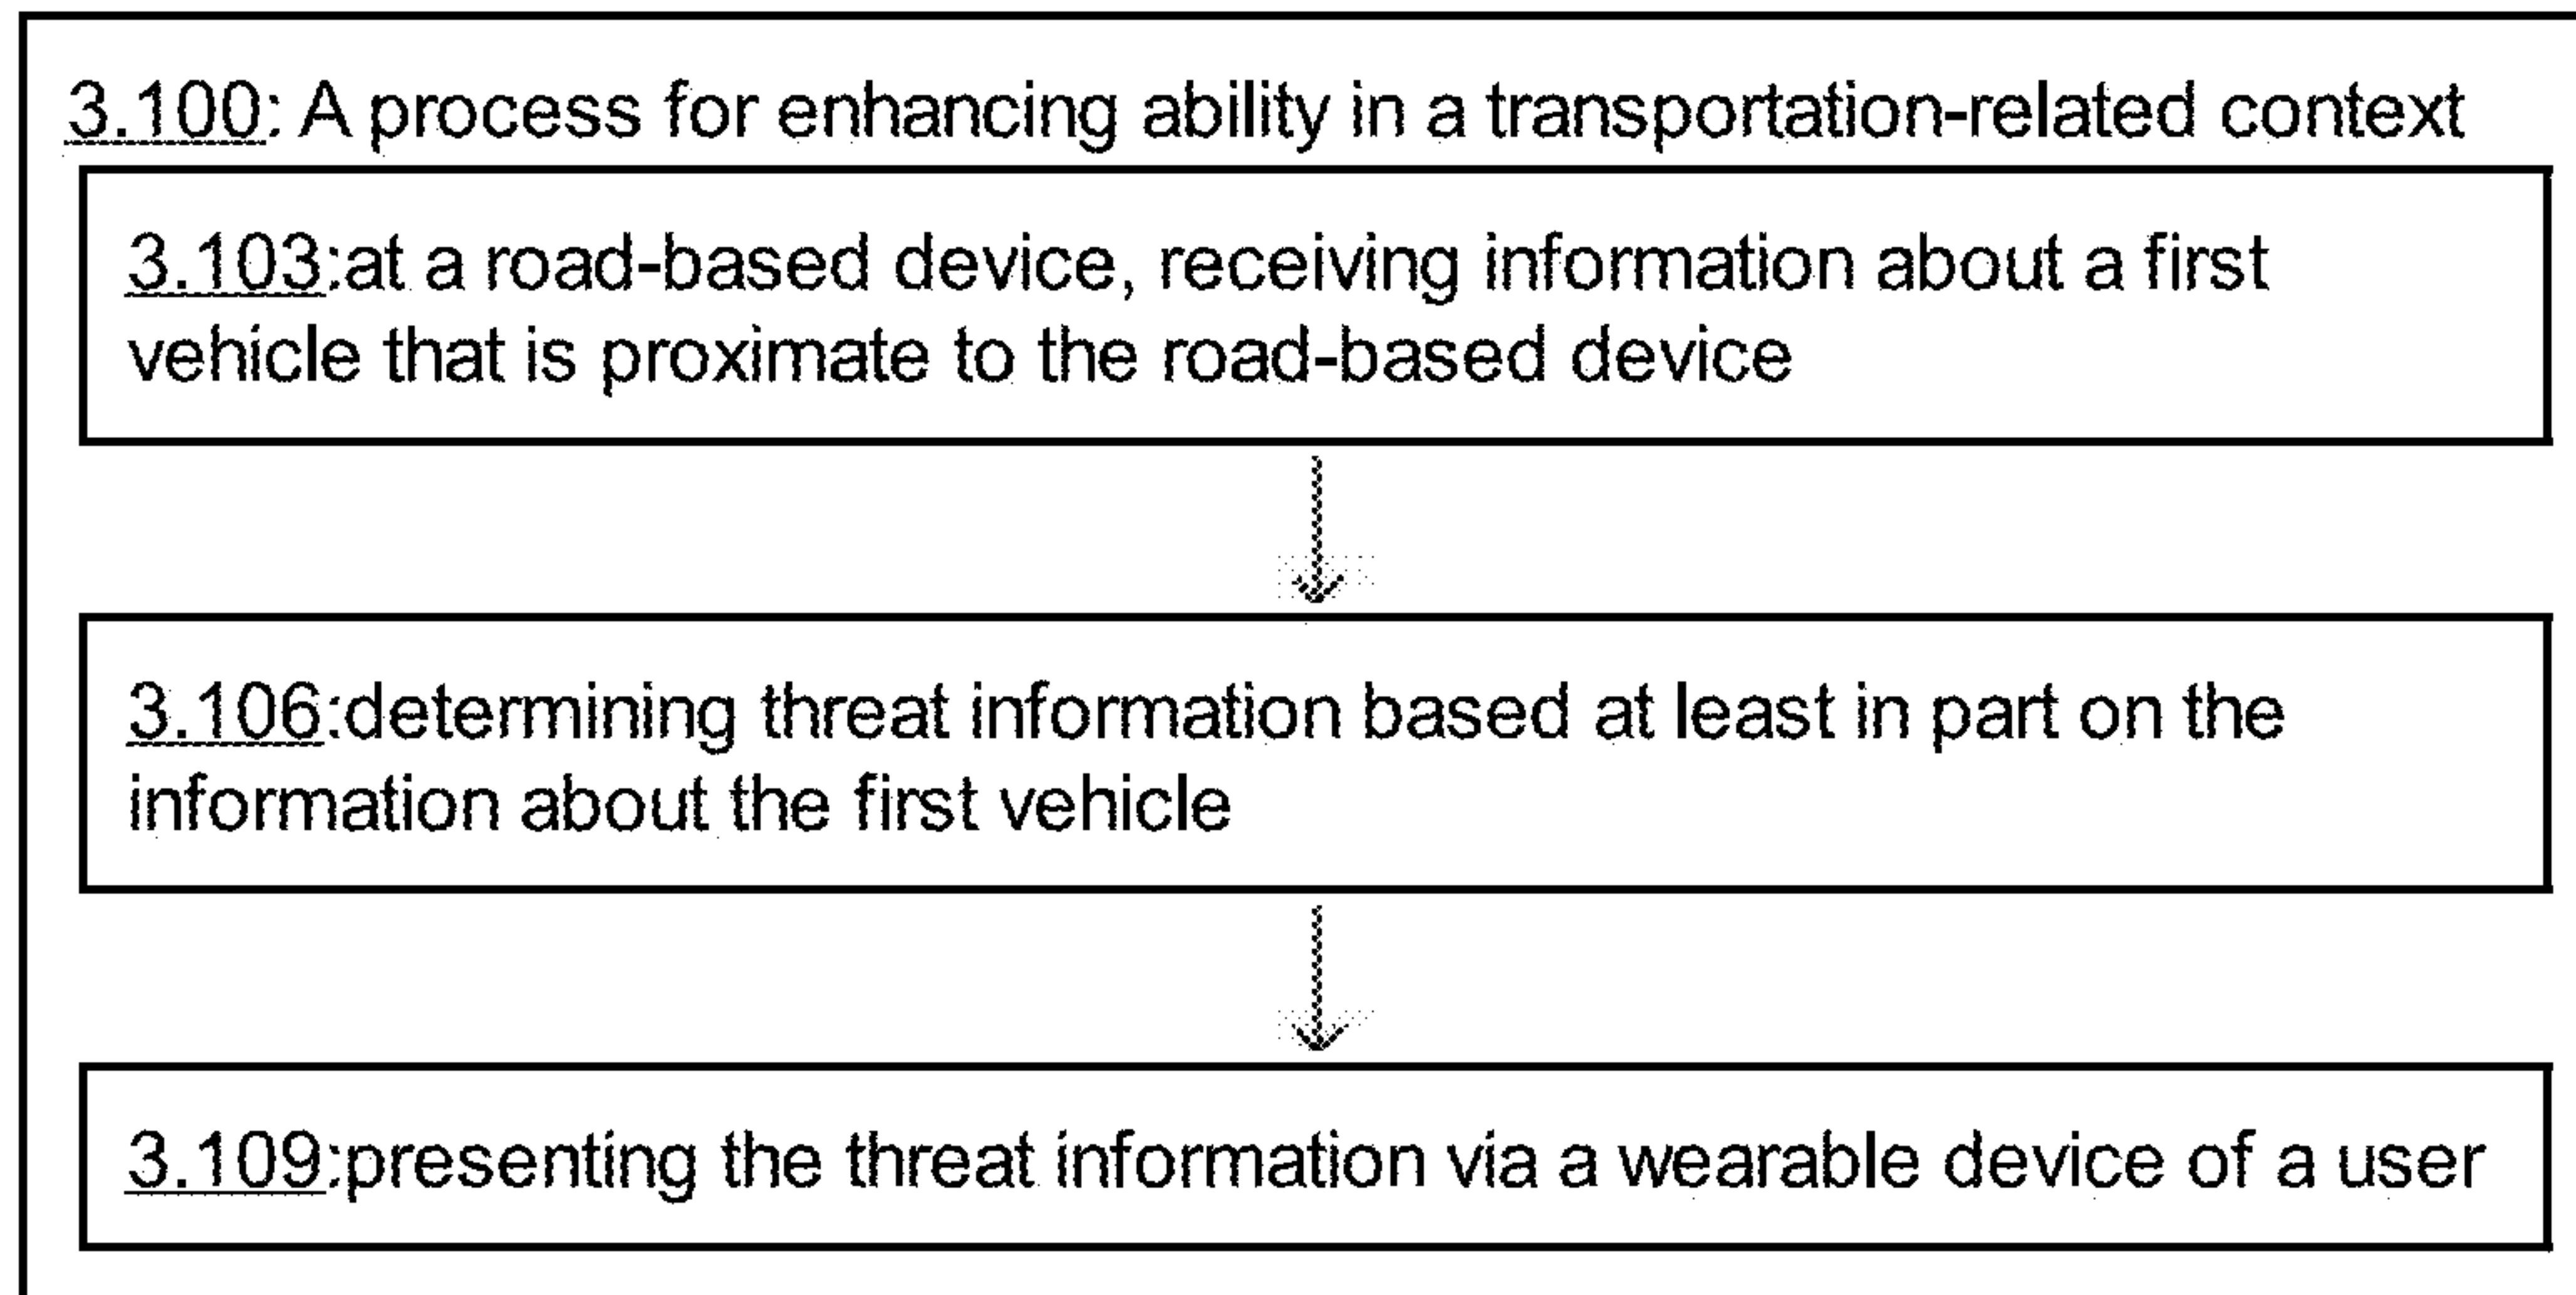 3.100: A process for enhancing ability in a transportation-related context
3.103:at a road-based device, receiving information about a first
vehicle that is proximate to the road-based device
3.106:determining threat information based at least in part on the
information about the first vehicle
3.109:presenting the threat information via a wearable device of a user